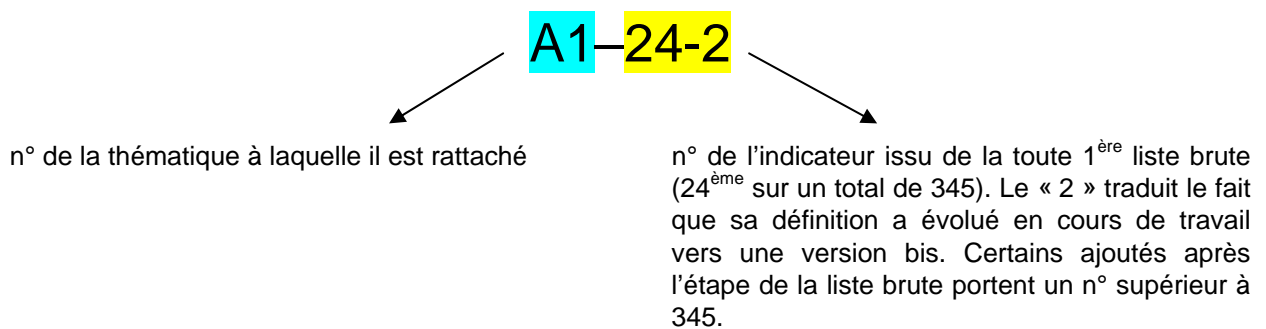 A1–24-2
n° de la thématique à laquelle il est rattaché
n° de l’indicateur issu de la toute 1ère liste brute
(24ème sur un total de 345). Le « 2 » traduit le fait
que sa définition a évolué en cours de travail
vers une version bis. Certains ajoutés après
l’étape de la liste brute portent un n° supérieur à
345.